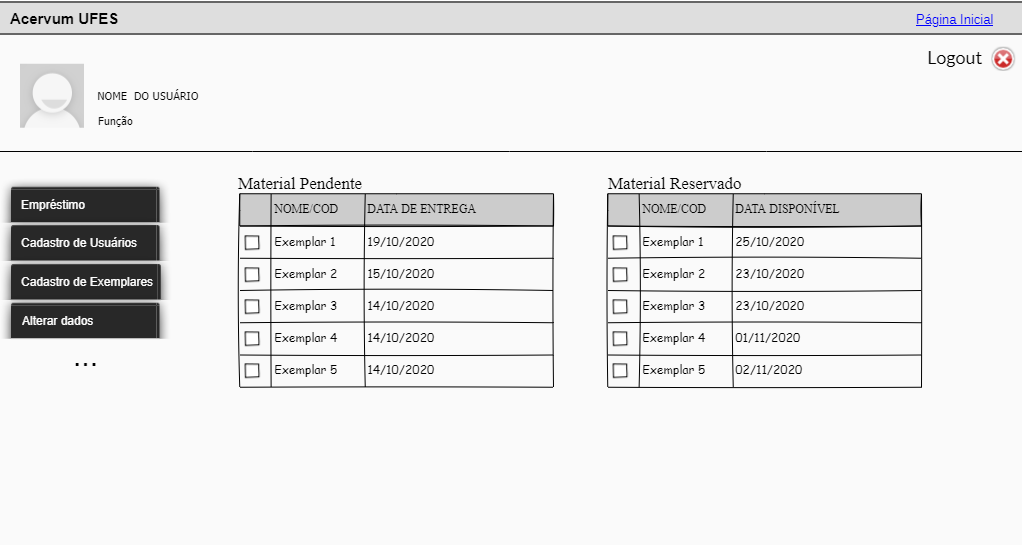 Acervum UFES
Página Inicial
Logout
NOME DO USUÁRIO
Função
Empréstimo
Cadastro de Usuários
Cadastro de Exemplares
Alterar dados
...
Material Pendente
NOME/COD DATA DE ENTREGA
Exemplar 1 19/10/2020
Exemplar 2 15/10/2020
Exemplar 3 14/10/2020
Exemplar 4 14/10/2020
Exemplar 5 14/10/2020
Material Reservado
NOME/COD DATA DISPONÍVEL
Exemplar 1 25/10/2020
Exemplar 2 23/10/2020
Exemplar 3 23/10/2020
Exemplar 4 01/11/2020
Exemplar 5 02/11/2020